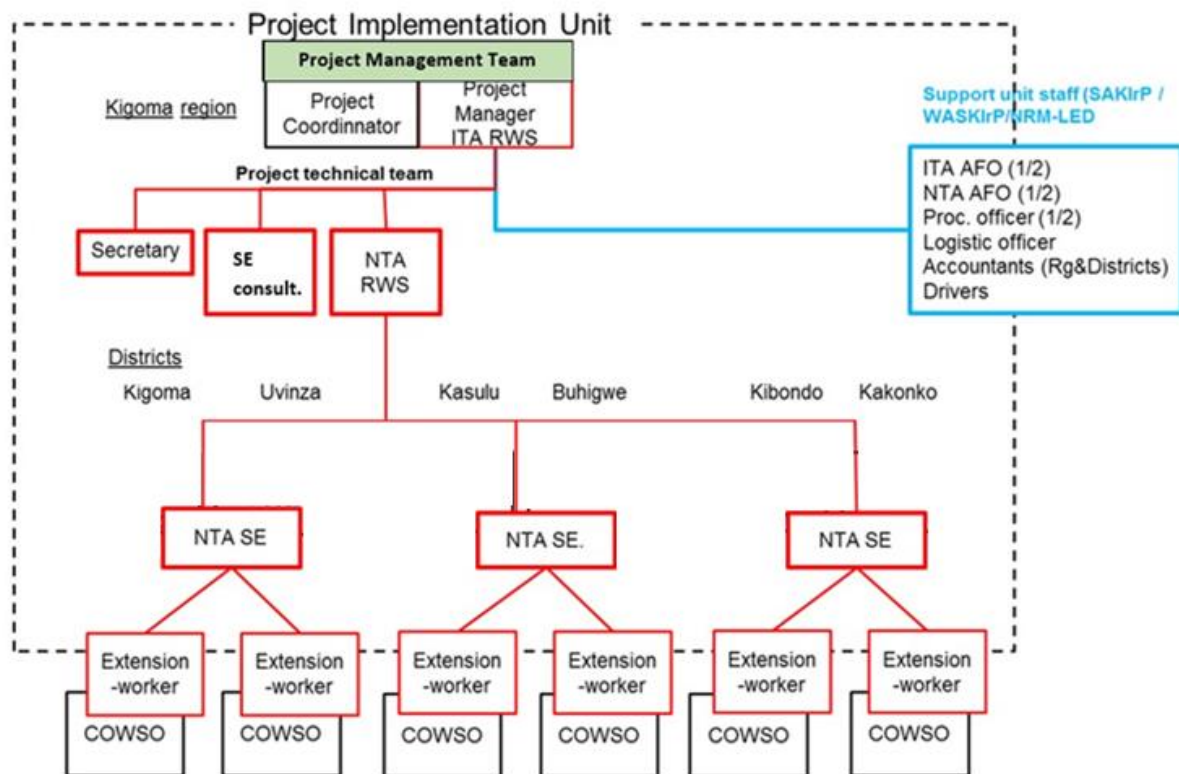 Project Implementation Unit
Project Management Team
Kigoma region
Project
Coordinnator
Project
Manager
ITA RWS
Support unit staff (SAKIrP /
WASKIrP/NRM-LED
ITA AFO (1/2)
NTA AFO (1/2)
Proc. officer (1/2)
Logistic officer
Accountants (Rg&Districts)
Drivers
Project technical team
Secretary
SE
consult.
NTA
RWS
Districts
Kigoma
Uvinza
Kasulu
Buhigwe
Kibondo
Kakonko
NTA SE
NTA SE.
NTA SE
Extension
-worker
Extension
-worker
Extension
-worker
Extension
-worker
Extension
-worker
Extension
-worker
COWSO
COWSO
COWSO
COWSO
COWSO
COWSO